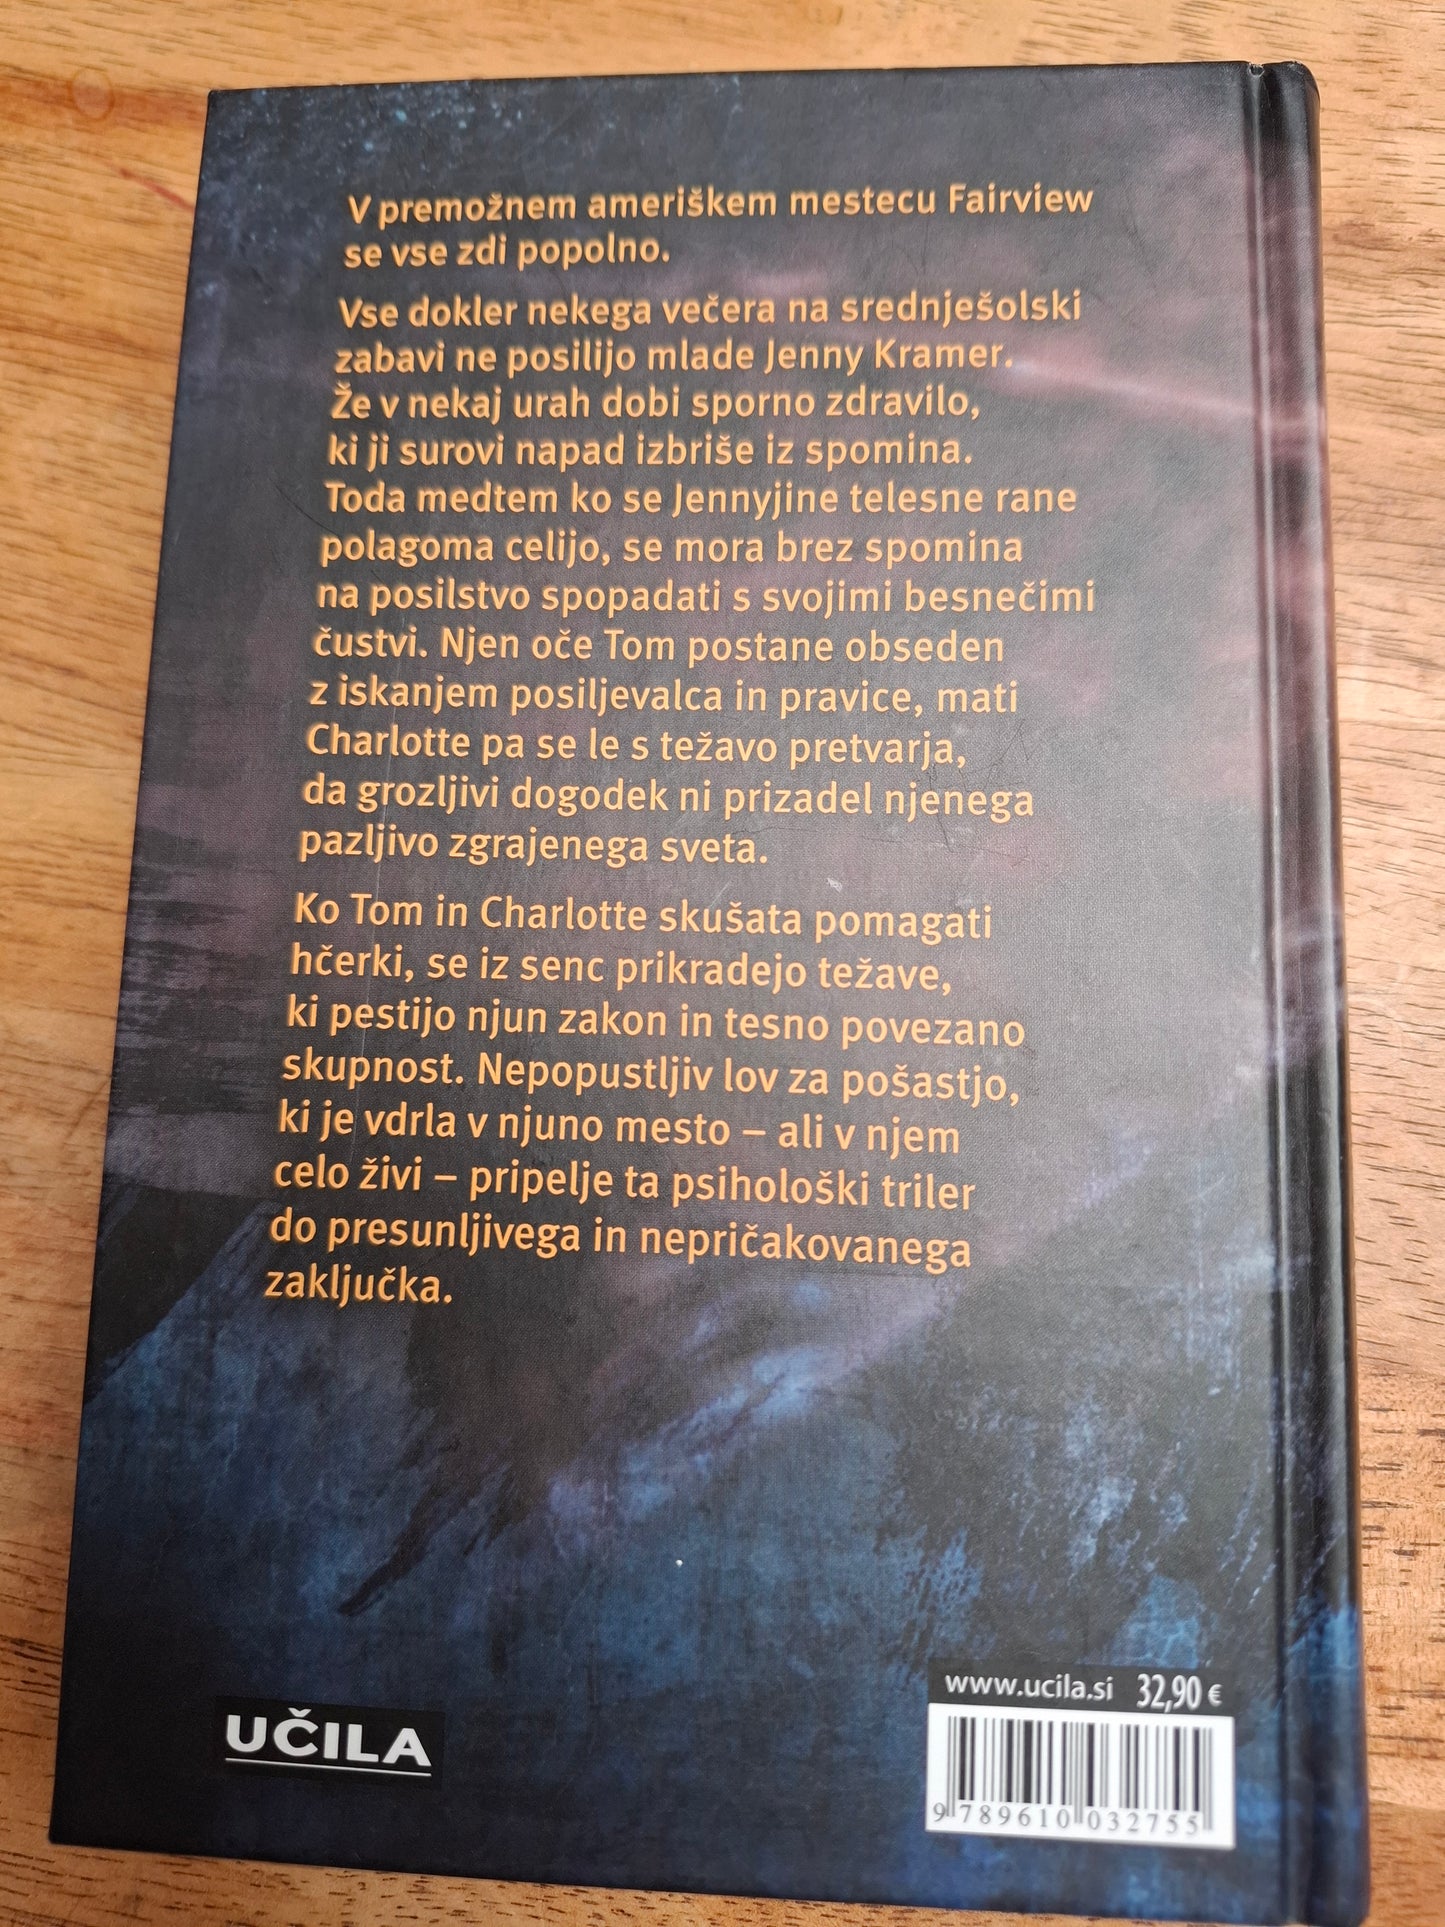 V premožnem ameriškem mestecu Fairview
se vse zdi popolno.
Vse dokler nekega večera na srednješolski
zabavi ne posilijo mlade Jenny Kramer.
Že v nekaj urah dobi sporno zdravilo,
ki ji surovi napad izbriše iz spomina.
Toda medtem ko se Jennyjine telesne rane
polagoma celijo, se mora brez spomina
na posilstvo spopadati s svojimi besnečimi
čustvi. Njen oče Tom postane obseden
z iskanjem posiljevalca in pravice, mati
Charlotte pa se le s težavo pretvarja,
da grozljivi dogodek ni prizadel njenega
pazljivo zgrajenega sveta.
Ko Tom in Charlotte skušata pomagati
hčerki, se iz senc prikradejo težave,
ki pestijo njun zakon in tesno povezano
skupnost. Nepopustljiv lov za pošastjo,
ki je vdrla v njuno mesto – ali v njem
celo živi – pripelje ta psihološki triler
do presunljivega in nepričakovanega
zaključka.
www.ucila.si 32,90 €
UČILA
9 789610 032755